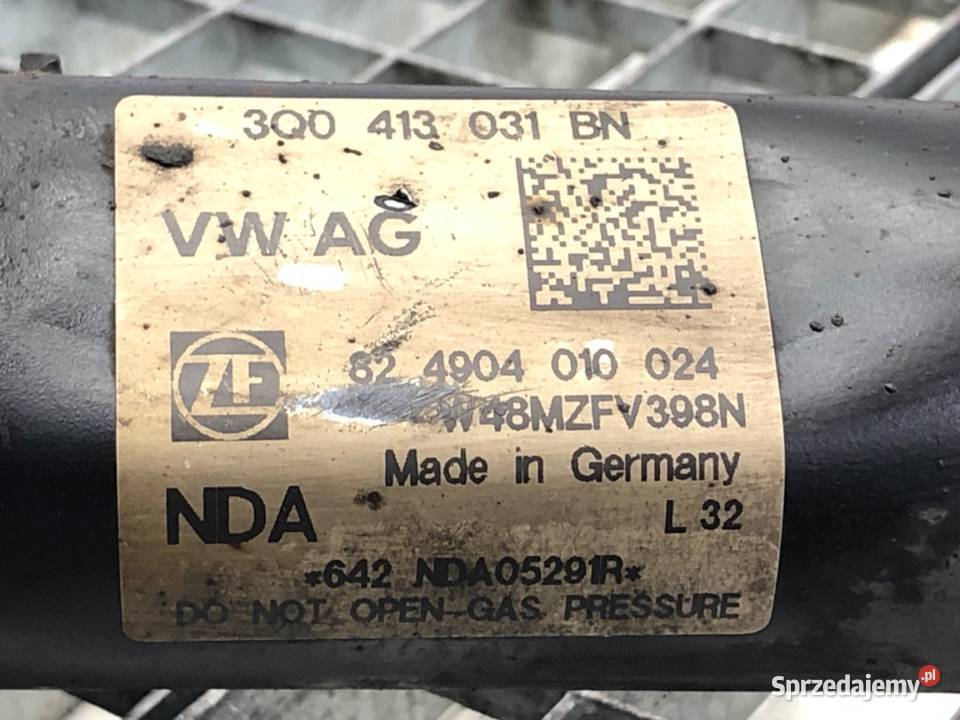 3Q0 413 031 BN
VW AG
ZF
82 4904 010 024
Made in Germany
NDA
L 32
*642 NDA05291R*
DO NOT OPEN-GAS PRESSURE
Sprzedajemy.pl